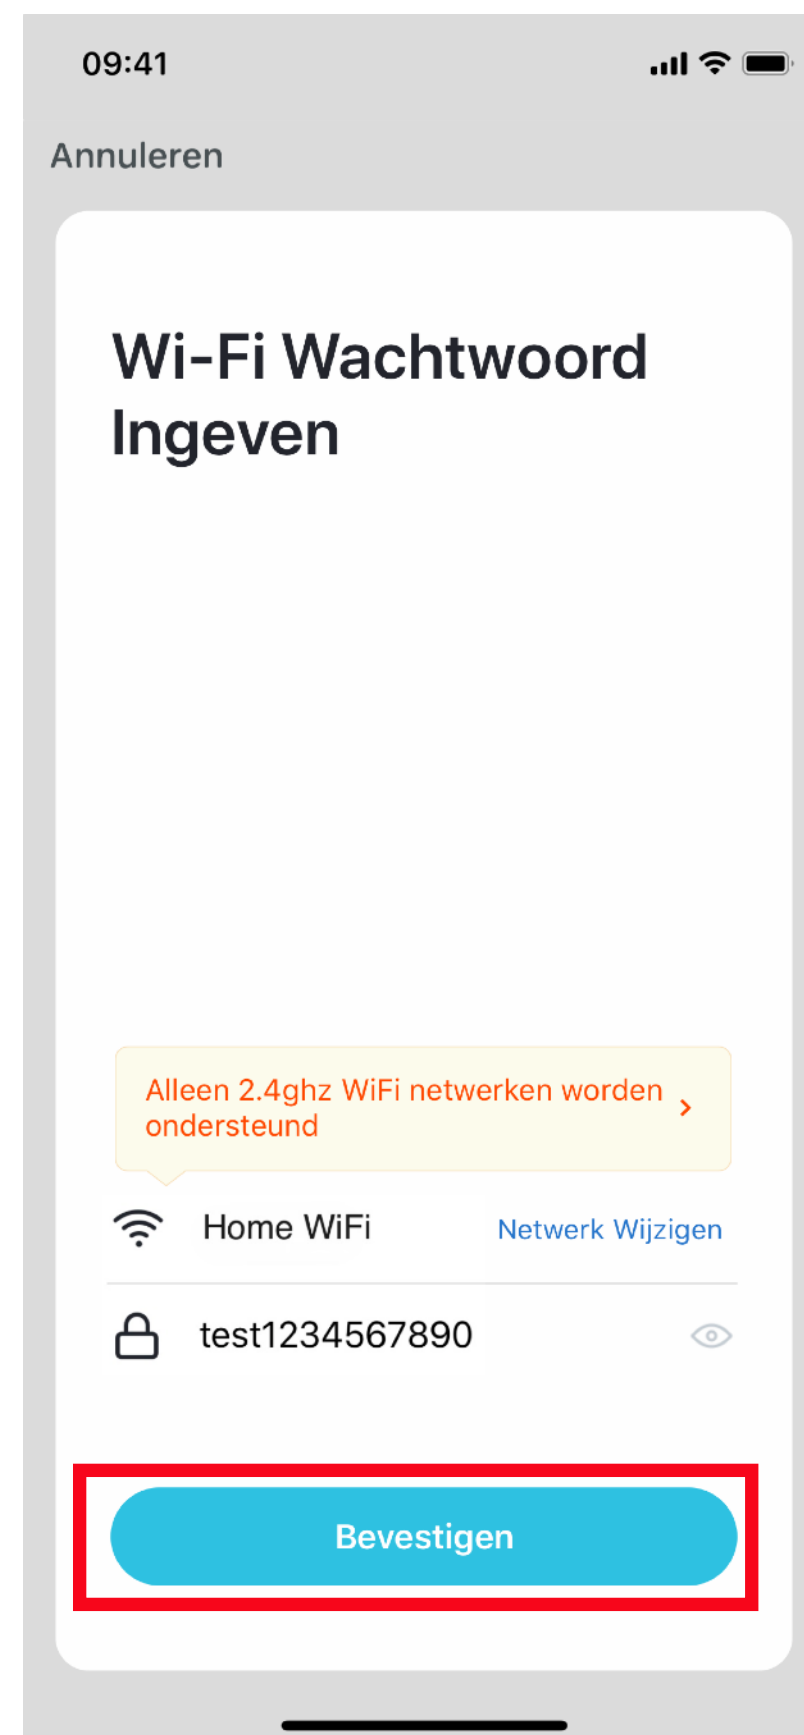 09:41
Annuleren
Wi-Fi Wachtwoord
Ingeven
Alleen 2.4ghz WiFi netwerken worden
ondersteund
Home WiFi Netwerk Wijzigen
test1234567890
Bevestigen